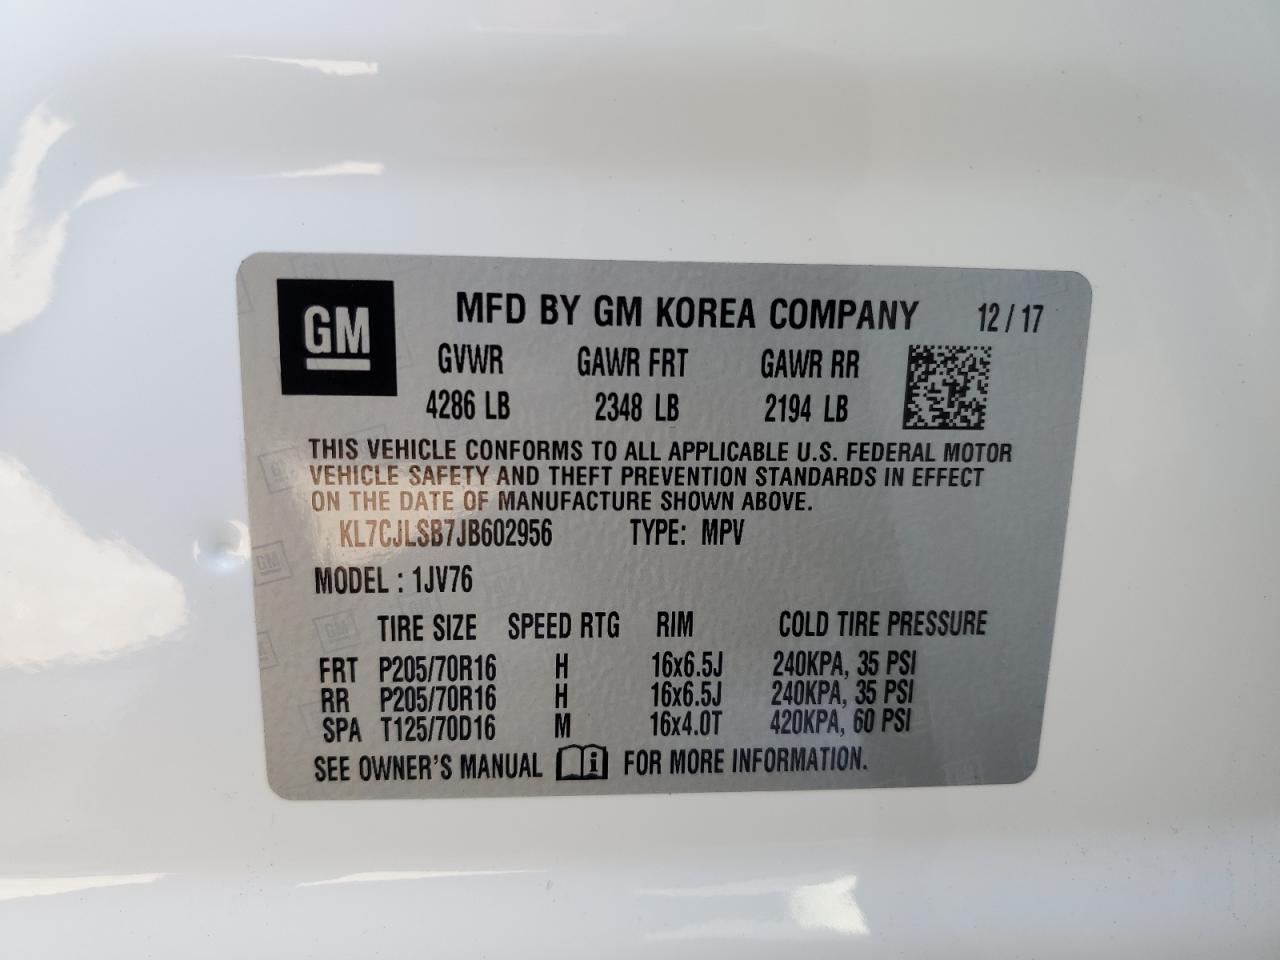 GM MFD BY GM KOREA COMPANY 12/17
GVWR GAWR FRT GAWR RR
4286 LB 2348 LB 2194 LB
THIS VEHICLE CONFORMS TO ALL APPLICABLE U.S. FEDERAL MOTOR
VEHICLE SAFETY AND THEFT PREVENTION STANDARDS IN EFFECT
ON THE DATE OF MANUFACTURE SHOWN ABOVE.
KL7CJLSB7JB602956 TYPE: MPV
MODEL : 1JV76
TIRE SIZE SPEED RTG RIM COLD TIRE PRESSURE
FRT P205/70R16 H 16x6.5J 240KPA, 35 PSI
RR P205/70R16 H 16x6.5J 240KPA, 35 PSI
SPA T125/70D16 M 16x4.0T 420KPA, 60 PSI
SEE OWNER'S MANUAL i FOR MORE INFORMATION.